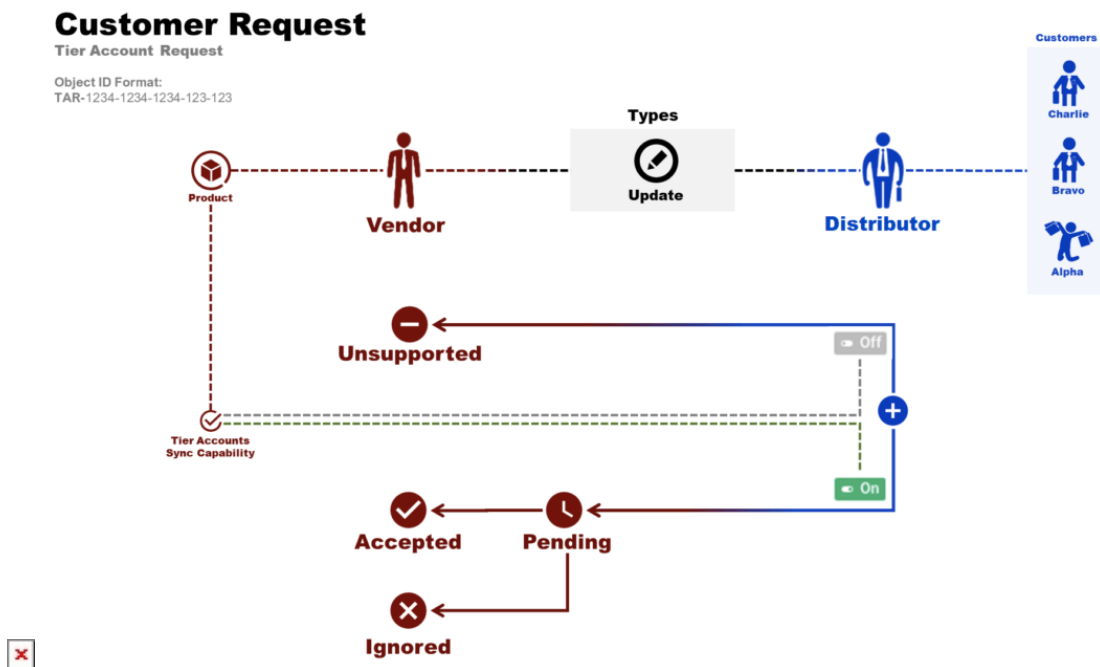 Customer Request
Tier Account Request
Object ID Format:
TAR-1234-1234-1234-123-123
Customers
Charlie
Types
Product
Update
Bravo
Vendor
Distributor
Alpha
Unsupported
Off
Tier Accounts
Sync Capability
On
Accepted
Pending
Ignored